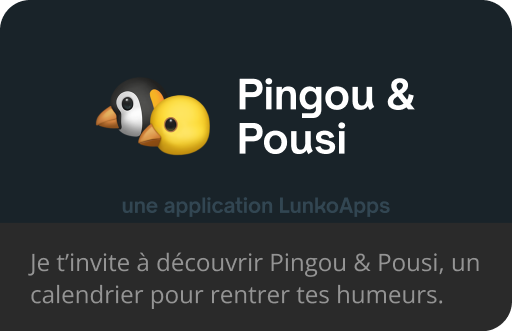 Pingou &
Pousi
une application LunkoApps
Je t’invite à découvrir Pingou & Pousi, un
calendrier pour rentrer tes humeurs.